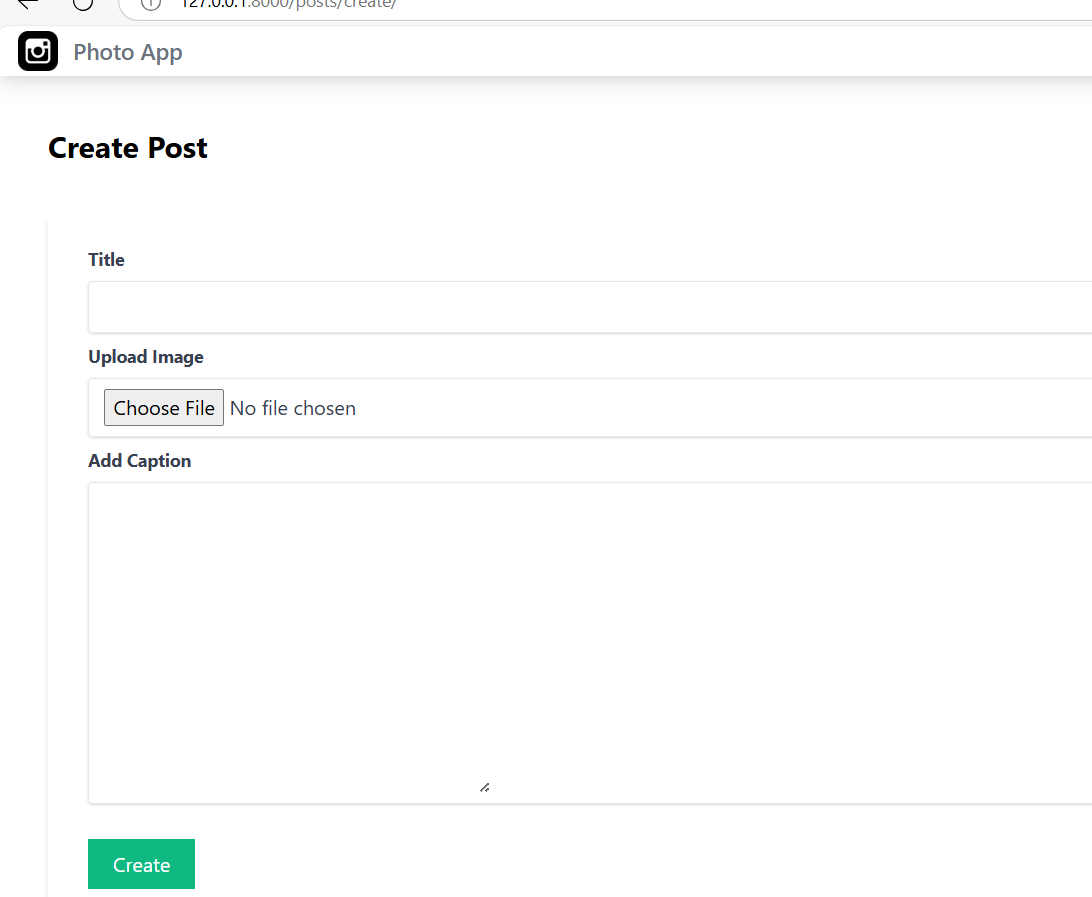 127.0.0.1:8000/posts/create/
Photo App
Create Post
Title
Upload Image
Choose File No file chosen
Add Caption
Create